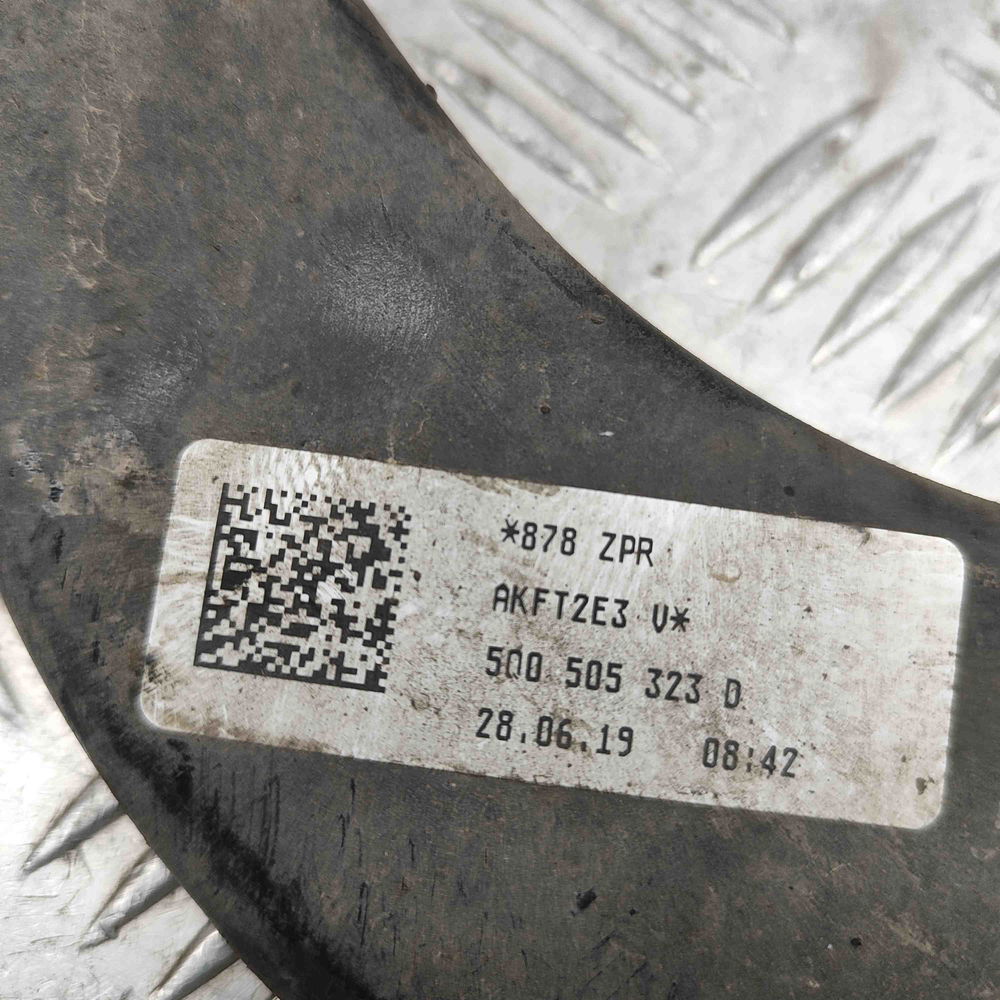 *878 ZPR
AKFT2E3 V*
5Q0 505 323 D
28.06.19 08:42